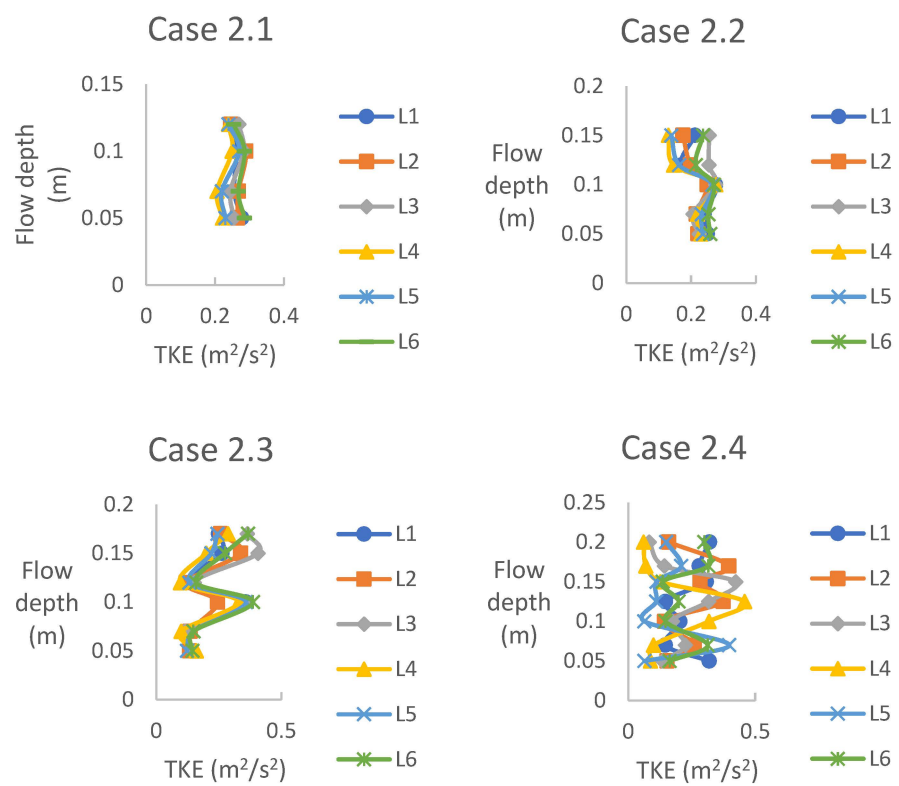 Case 2.1
0.15
0.1
0.05
0
0
0.2
0.4
Flow depth
(m)
TKE (m²/s²)
L1
L2
L3
L4
L5
L6
Case 2.2
0.2
0.15
0.1
0.05
0
0
0.2
0.4
Flow
depth
(m)
TKE (m²/s²)
L1
L2
L3
L4
L5
L6
Case 2.3
0.2
0.15
0.1
0.05
0
0
0.5
Flow
depth
(m)
TKE (m²/s²)
L1
L2
L3
L4
L5
L6
Case 2.4
0.25
0.2
0.15
0.1
0.05
0
0
0.5
Flow
depth
(m)
TKE (m²/s²)
L1
L2
L3
L4
L5
L6